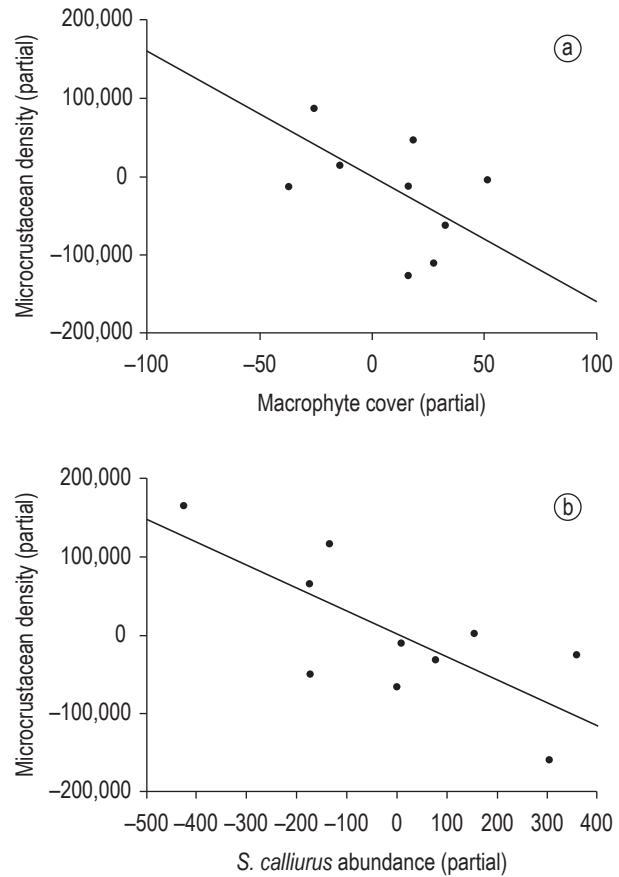 200,000
100,000
0
–100,000
–200,000
Microcrustacean density (partial)
a
–100
–50
0
50
100
Macrophyte cover (partial)
200,000
100,000
0
–100,000
–200,000
Microcrustacean density (partial)
b
–500 –400 –300 –200 –100 0 100 200 300 400
S. calliurus abundance (partial)